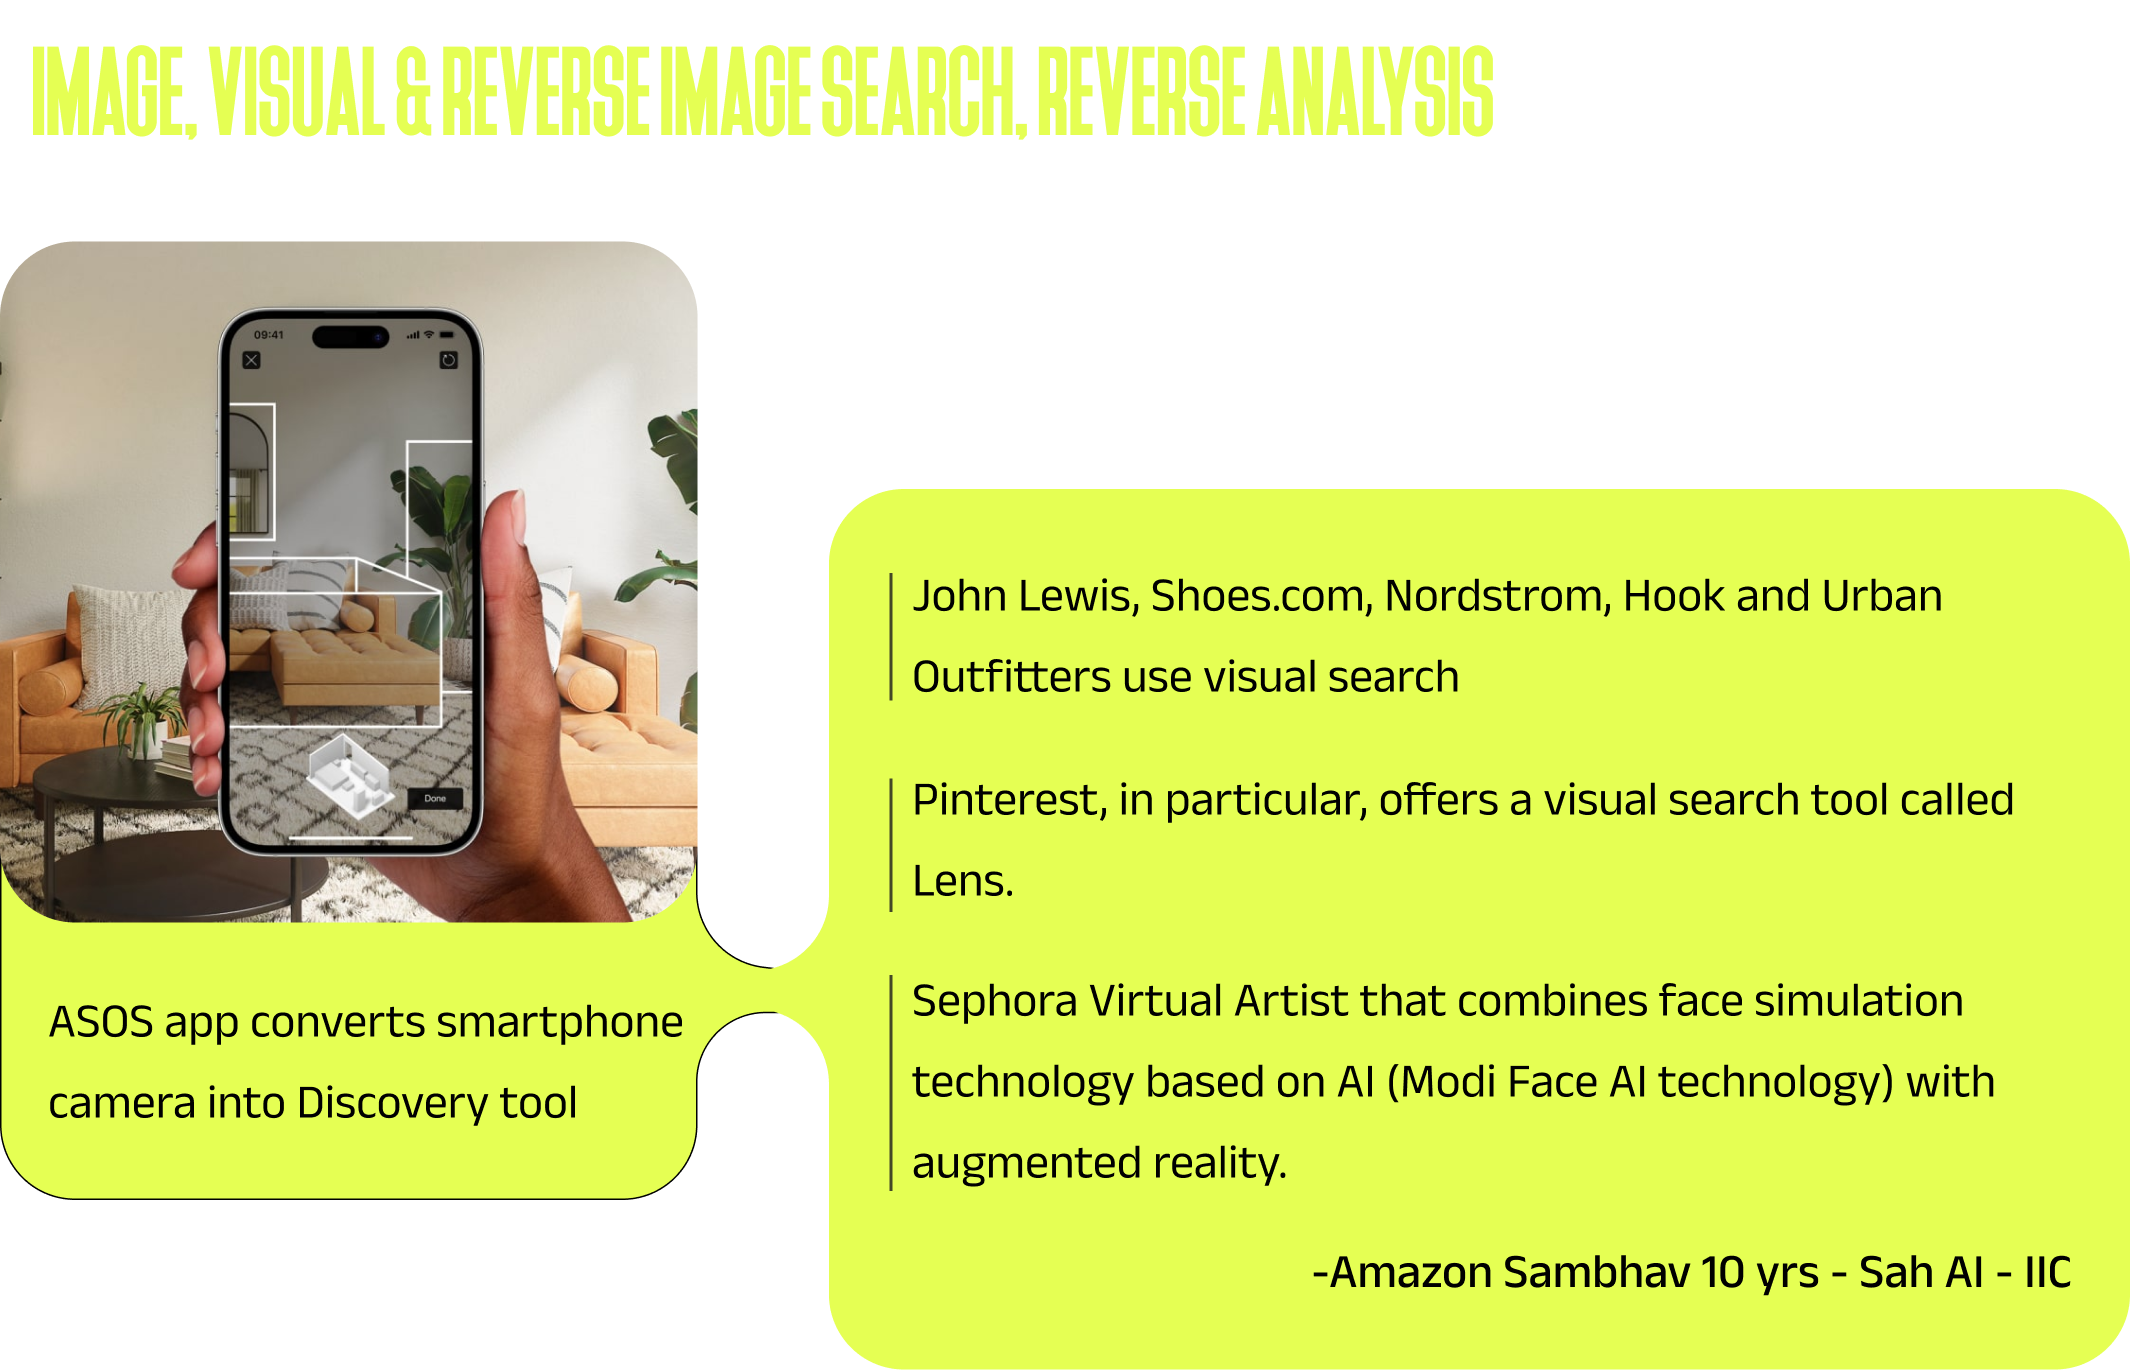 IMAGE, VISUAL & REVERSE IMAGE SEARCH, REVERSE ANALYSIS
09:41
Done
ASOS app converts smartphone
camera into Discovery tool
John Lewis, Shoes.com, Nordstrom, Hook and Urban
Outfitters use visual search
Pinterest, in particular, offers a visual search tool called
Lens.
Sephora Virtual Artist that combines face simulation
technology based on AI (Modi Face AI technology) with
augmented reality.
-Amazon Sambhav 10 yrs - Sah AI - IIC